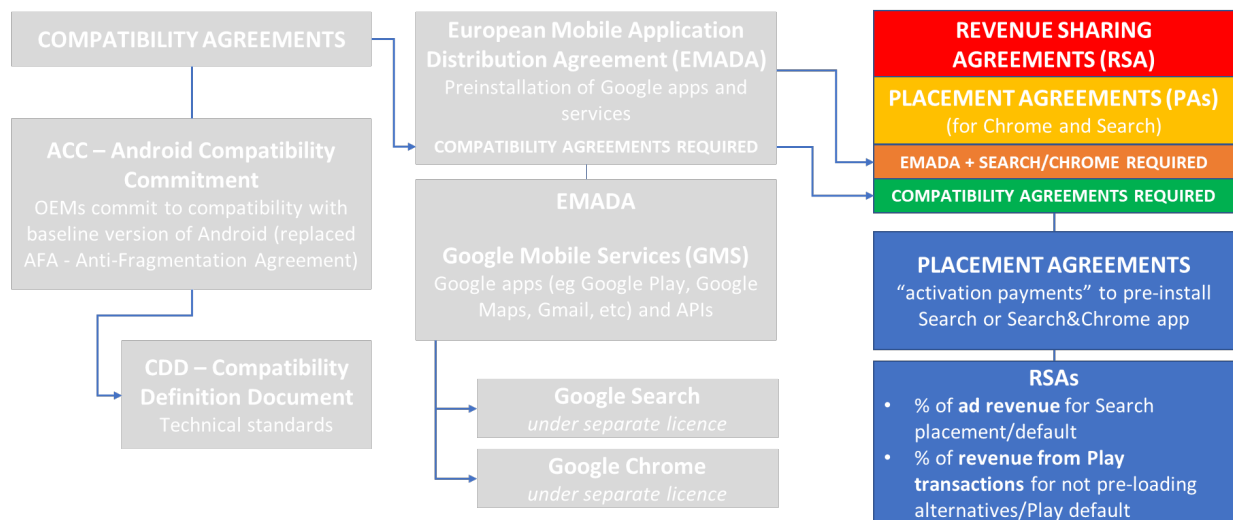 COMPATIBILITY AGREEMENTS
ACC – Android Compatibility
Commitment
OEMs commit to compatibility with
baseline version of Android (replaced
AFA - Anti-Fragmentation Agreement)
CDD – Compatibility
Definition Document
Technical standards
European Mobile Application
Distribution Agreement (EMADA)
Preinstallation of Google apps and
services
COMPATIBILITY AGREEMENTS REQUIRED
EMADA
Google Mobile Services (GMS)
Google apps (eg Google Play, Google
Maps, Gmail, etc) and APIs
Google Search
under separate licence
Google Chrome
under separate licence
REVENUE SHARING
AGREEMENTS (RSA)
PLACEMENT AGREEMENTS (PAs)
(for Chrome and Search)
EMADA + SEARCH/CHROME REQUIRED
COMPATIBILITY AGREEMENTS REQUIRED
PLACEMENT AGREEMENTS
“activation payments” to pre-install
Search or Search&Chrome app
RSAs
• % of ad revenue for Search
placement/default
• % of revenue from Play
transactions for not pre-loading
alternatives/Play default